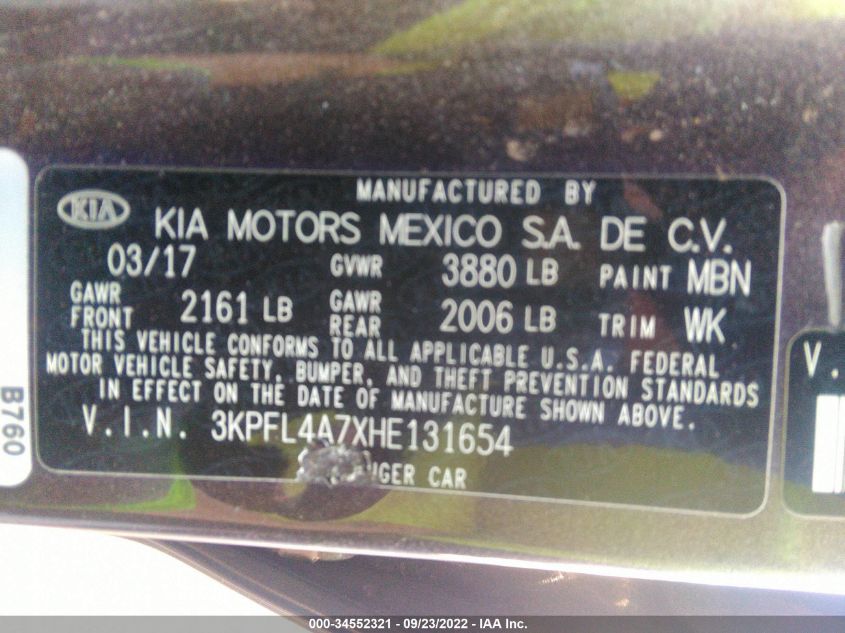 MANUFACTURED BY
KIA KIA MOTORS MEXICO S.A. DE C.V.
03/17 GVWR 3880 LB PAINT MBN
GAWR FRONT 2161 LB GAWR REAR 2006 LB TRIM WK
THIS VEHICLE CONFORMS TO ALL APPLICABLE U.S.A. FEDERAL
MOTOR VEHICLE SAFETY, BUMPER, AND THEFT PREVENTION STANDARDS
IN EFFECT ON THE DATE OF MANUFACTURE SHOWN ABOVE.
V.I.N. 3KPFL4A7XHE131654
CAR
B760
V.
000-34552321 - 09/23/2022 - IAA Inc.